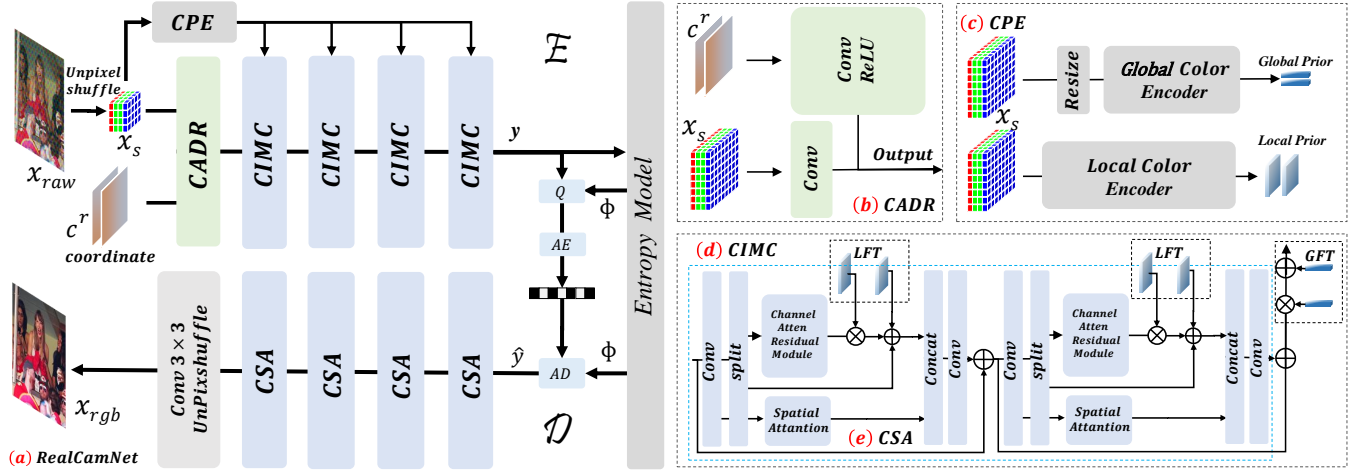 CPE
ℰ
Unpixel
shuffle
x_s
x_raw
C^r
coordinate
CADR
CIMC
CIMC
CIMC
CIMC
y
Q
Φ
AE
Entropy Model
AD
Φ
ŷ
𝒟
CSA
CSA
CSA
CSA
Conv 3 × 3
UnPixshuffle
x_rgb
(a) RealCamNet
C^r
Conv
ReLU
x_s
Conv
Output
(b) CADR
(c) CPE
x_s
Resize
Global Color
Encoder
Global Prior
Local Color
Encoder
Local Prior
(d) CIMC
LFT
LFT
GFT
Conv
split
Channel
Atten
Residual
Module
Spatial
Attantion
Concat
Conv
Conv
split
Channel
Atten
Residual
Module
Spatial
Attantion
Concat
Conv
(e) CSA